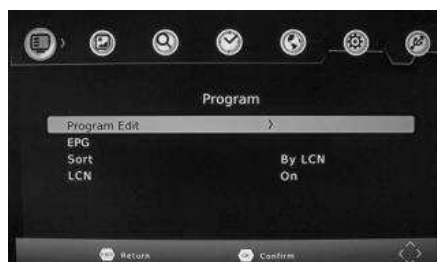 Program
Program Edit
EPG
Sort By LCN
LCN On
Return Confirm